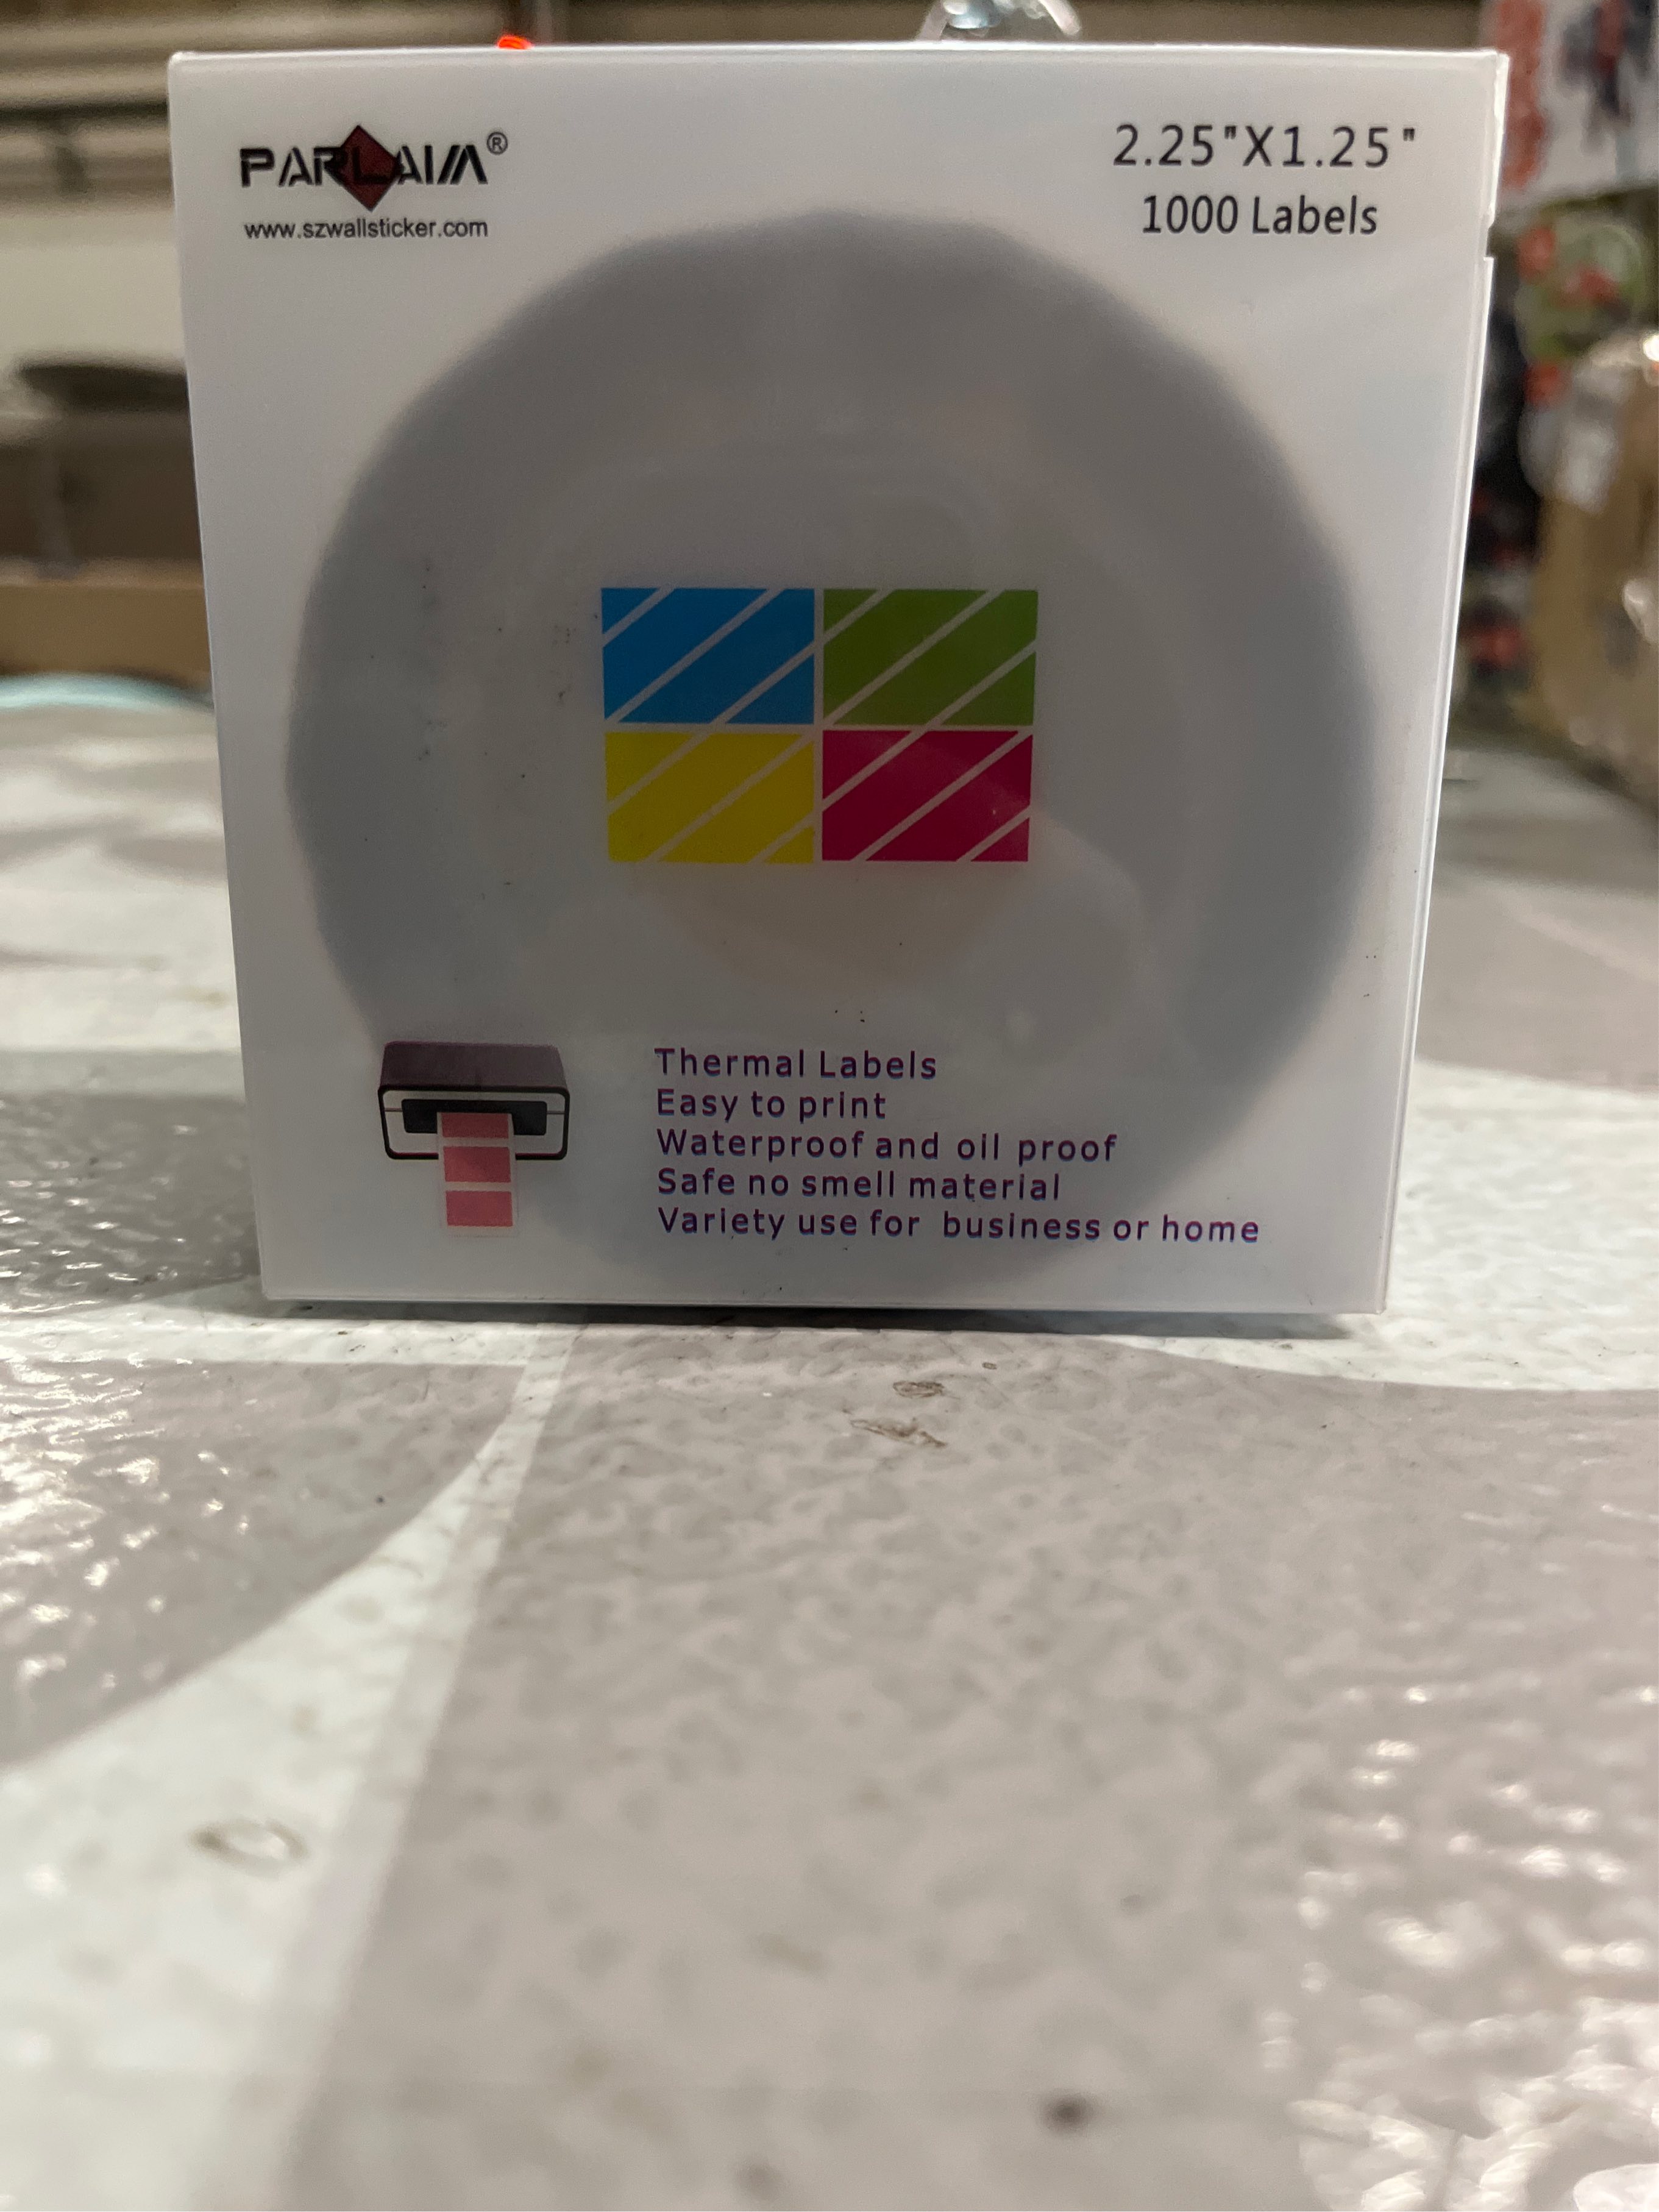 PARLAIM®
www.szwallsticker.com
2.25"X1.25"
1000 Labels
Thermal Labels
Easy to print
Waterproof and oil proof
Safe no smell material
Variety use for business or home